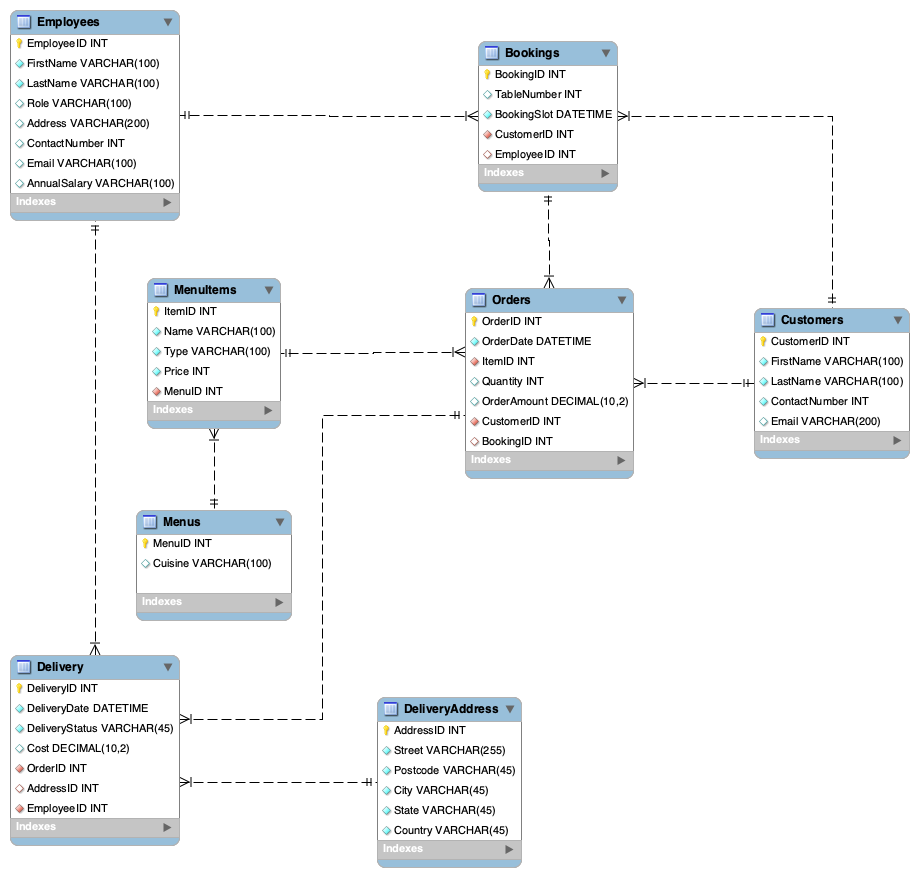 Employees
EmployeeID INT
FirstName VARCHAR(100)
LastName VARCHAR(100)
Role VARCHAR(100)
Address VARCHAR(200)
ContactNumber INT
Email VARCHAR(100)
AnnualSalary VARCHAR(100)
Indexes
Bookings
BookingID INT
TableNumber INT
BookingSlot DATETIME
CustomerID INT
EmployeeID INT
Indexes
MenuItems
ItemID INT
Name VARCHAR(100)
Type VARCHAR(100)
Price INT
MenuID INT
Indexes
Orders
OrderID INT
OrderDate DATETIME
ItemID INT
Quantity INT
OrderAmount DECIMAL(10,2)
CustomerID INT
BookingID INT
Indexes
Customers
CustomerID INT
FirstName VARCHAR(100)
LastName VARCHAR(100)
ContactNumber INT
Email VARCHAR(200)
Indexes
Menus
MenuID INT
Cuisine VARCHAR(100)
Indexes
Delivery
DeliveryID INT
DeliveryDate DATETIME
DeliveryStatus VARCHAR(45)
Cost DECIMAL(10,2)
OrderID INT
AddressID INT
EmployeeID INT
Indexes
DeliveryAddress
AddressID INT
Street VARCHAR(255)
Postcode VARCHAR(45)
City VARCHAR(45)
State VARCHAR(45)
Country VARCHAR(45)
Indexes